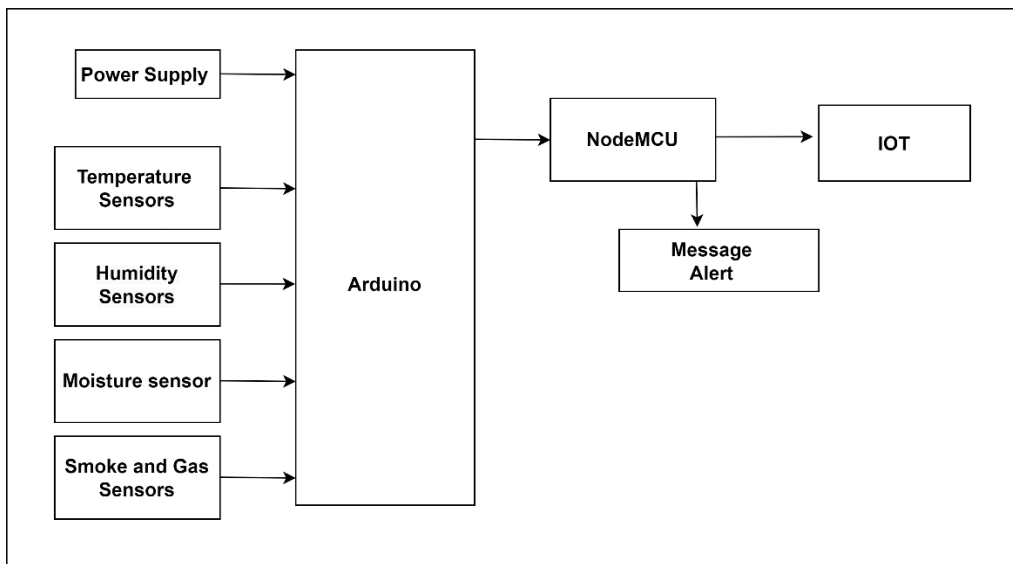 Power Supply
Temperature
Sensors
Humidity
Sensors
Moisture sensor
Smoke and Gas
Sensors
Arduino
NodeMCU
IOT
Message
Alert